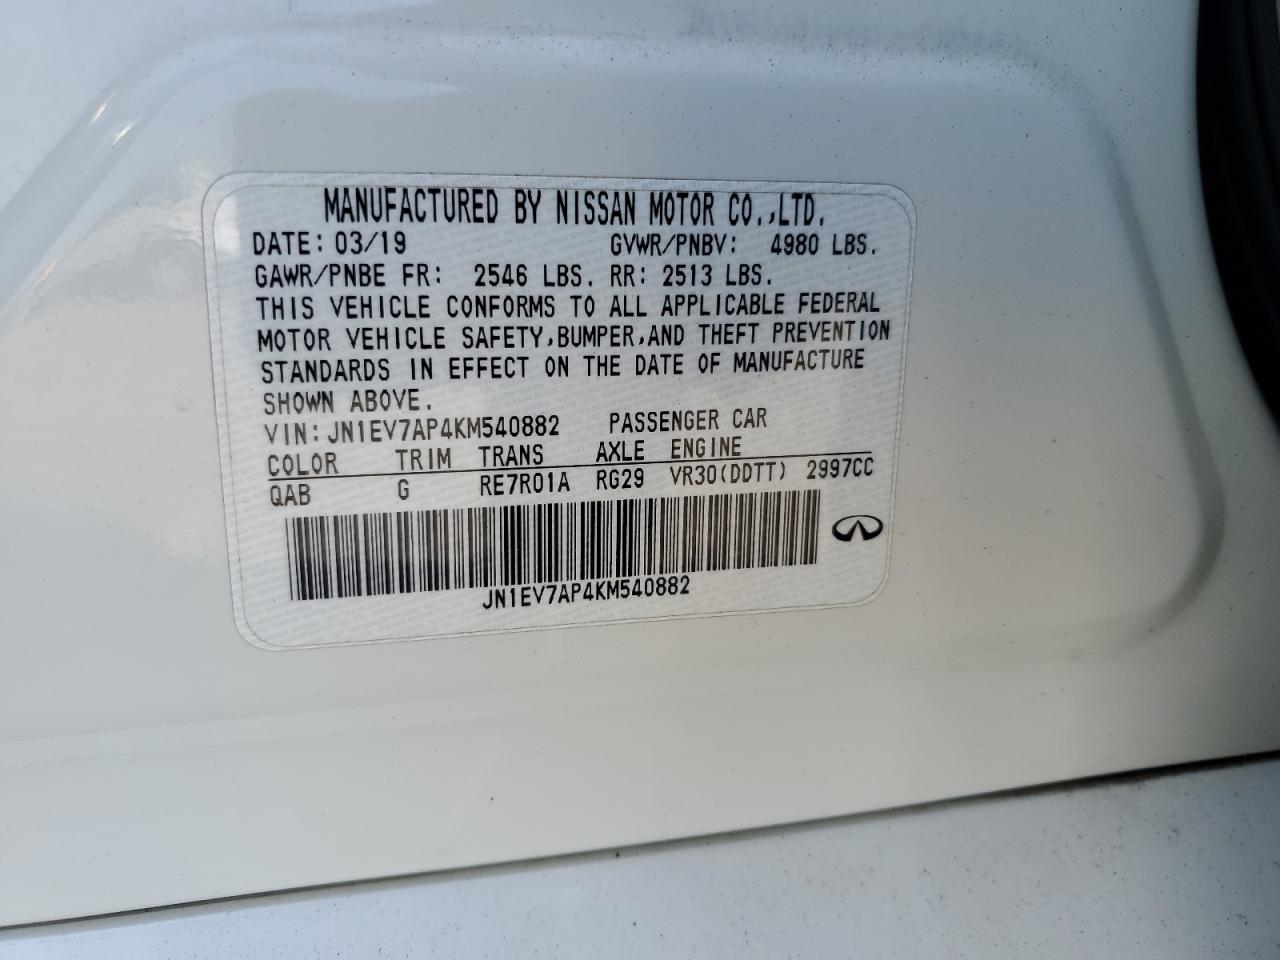 MANUFACTURED BY NISSAN MOTOR CO.,LTD.
DATE: 03/19 GVWR/PNBV: 4980 LBS.
GAWR/PNBE FR: 2546 LBS. RR: 2513 LBS.
THIS VEHICLE CONFORMS TO ALL APPLICABLE FEDERAL
MOTOR VEHICLE SAFETY,BUMPER,AND THEFT PREVENTION
STANDARDS IN EFFECT ON THE DATE OF MANUFACTURE
SHOWN ABOVE.
VIN:JN1EV7AP4KM540882 PASSENGER CAR
COLOR TRIM TRANS AXLE ENGINE
QAB G RE7R01A RG29 VR30(DDTT) 2997CC
JN1EV7AP4KM540882